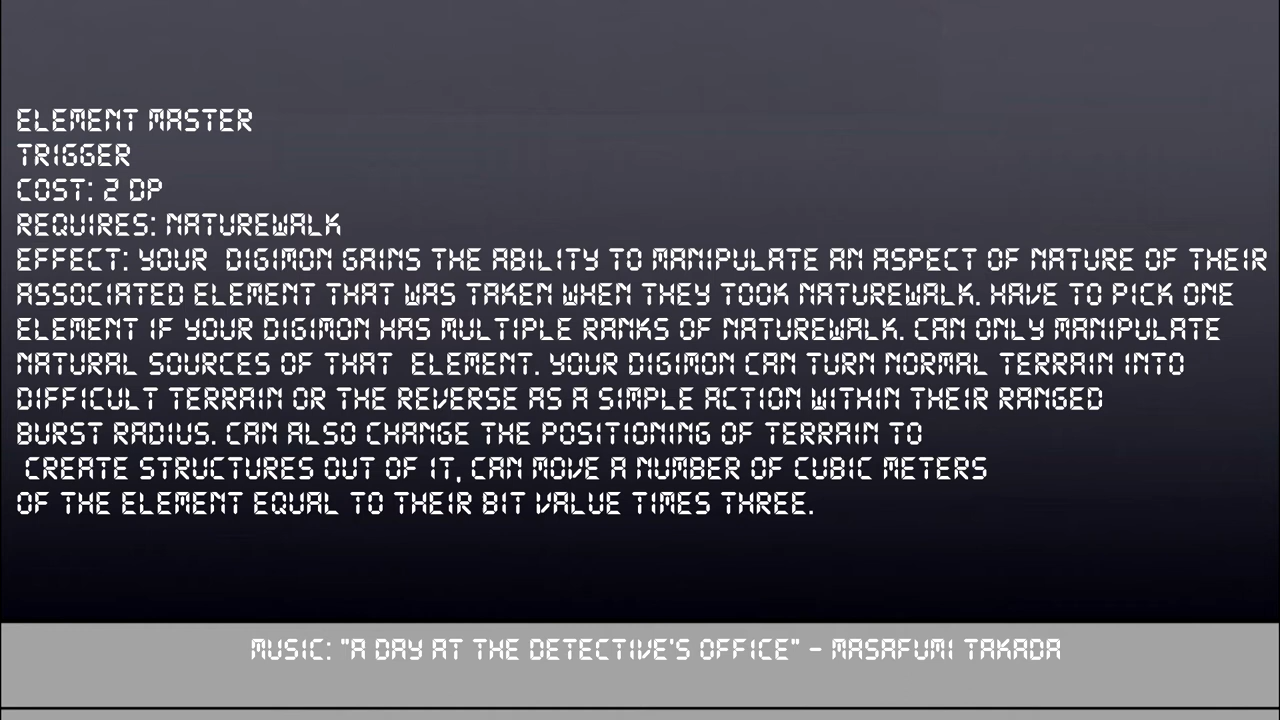 ELEMENT MASTER
TRIGGER
COST: 2 DP
REQUIRES: NATUREWALK
EFFECT: YOUR DIGIMON GAINS THE ABILITY TO MANIPULATE AN ASPECT OF NATURE OF THEIR
ASSOCIATED ELEMENT THAT WAS TAKEN WHEN THEY TOOK NATUREWALK. HAVE TO PICK ONE
ELEMENT IF YOUR DIGIMON HAS MULTIPLE RANKS OF NATUREWALK. CAN ONLY MANIPULATE
NATURAL SOURCES OF THAT ELEMENT. YOUR DIGIMON CAN TURN NORMAL TERRAIN INTO
DIFFICULT TERRAIN OR THE REVERSE AS A SIMPLE ACTION WITHIN THEIR RANGED
BURST RADIUS. CAN ALSO CHANGE THE POSITIONING OF TERRAIN TO
CREATE STRUCTURES OUT OF IT, CAN MOVE A NUMBER OF CUBIC METERS
OF THE ELEMENT EQUAL TO THEIR BIT VALUE TIMES THREE.
MUSIC: "A DAY AT THE DETECTIVE'S OFFICE" - MASAFUMI TAKADA